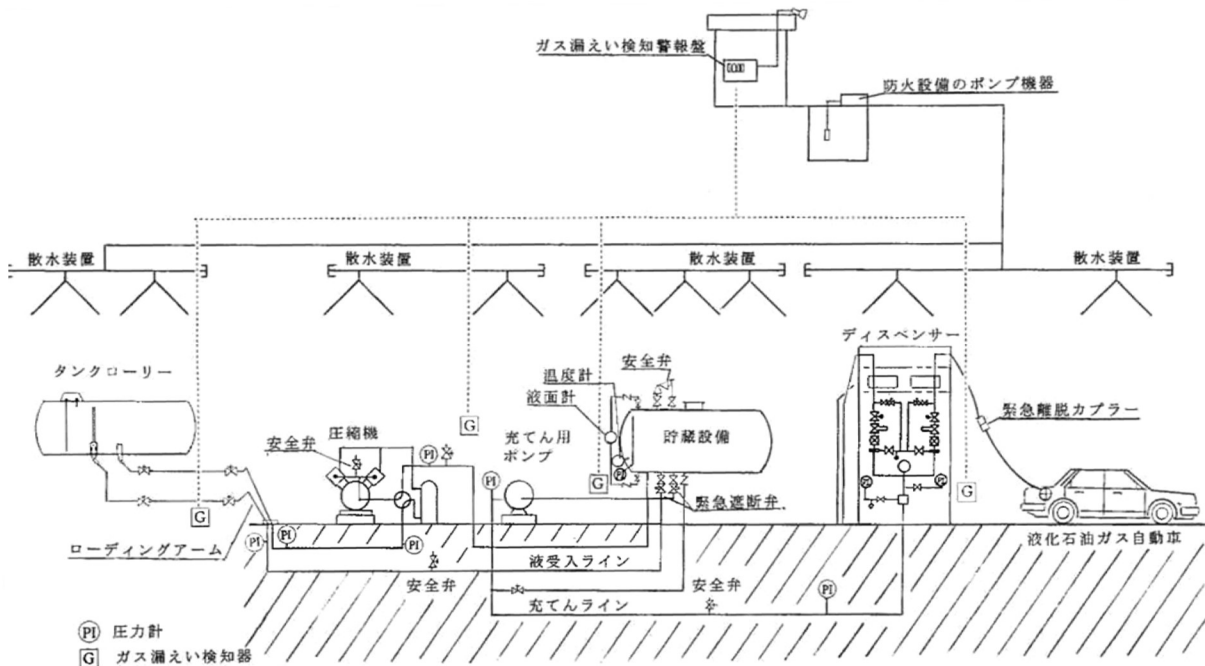 ガス漏えい検知警報盤
防火設備のポンプ機器
散水装置
散水装置
散水装置
散水装置
ディスペンサー
タンクローリー
安全弁
温度計
液面計
緊急離脱カプラー
安全弁
圧縮機
充てん用
ポンプ
貯蔵設備
G
PI
PI
PI
G
G
G
緊急遮断弁
ローディングアーム
PI
PI
PI
液化石油ガス自動車
安全弁
液受入ライン
安全弁
PI
充てんライン
PI 圧力計
G ガス漏えい検知器